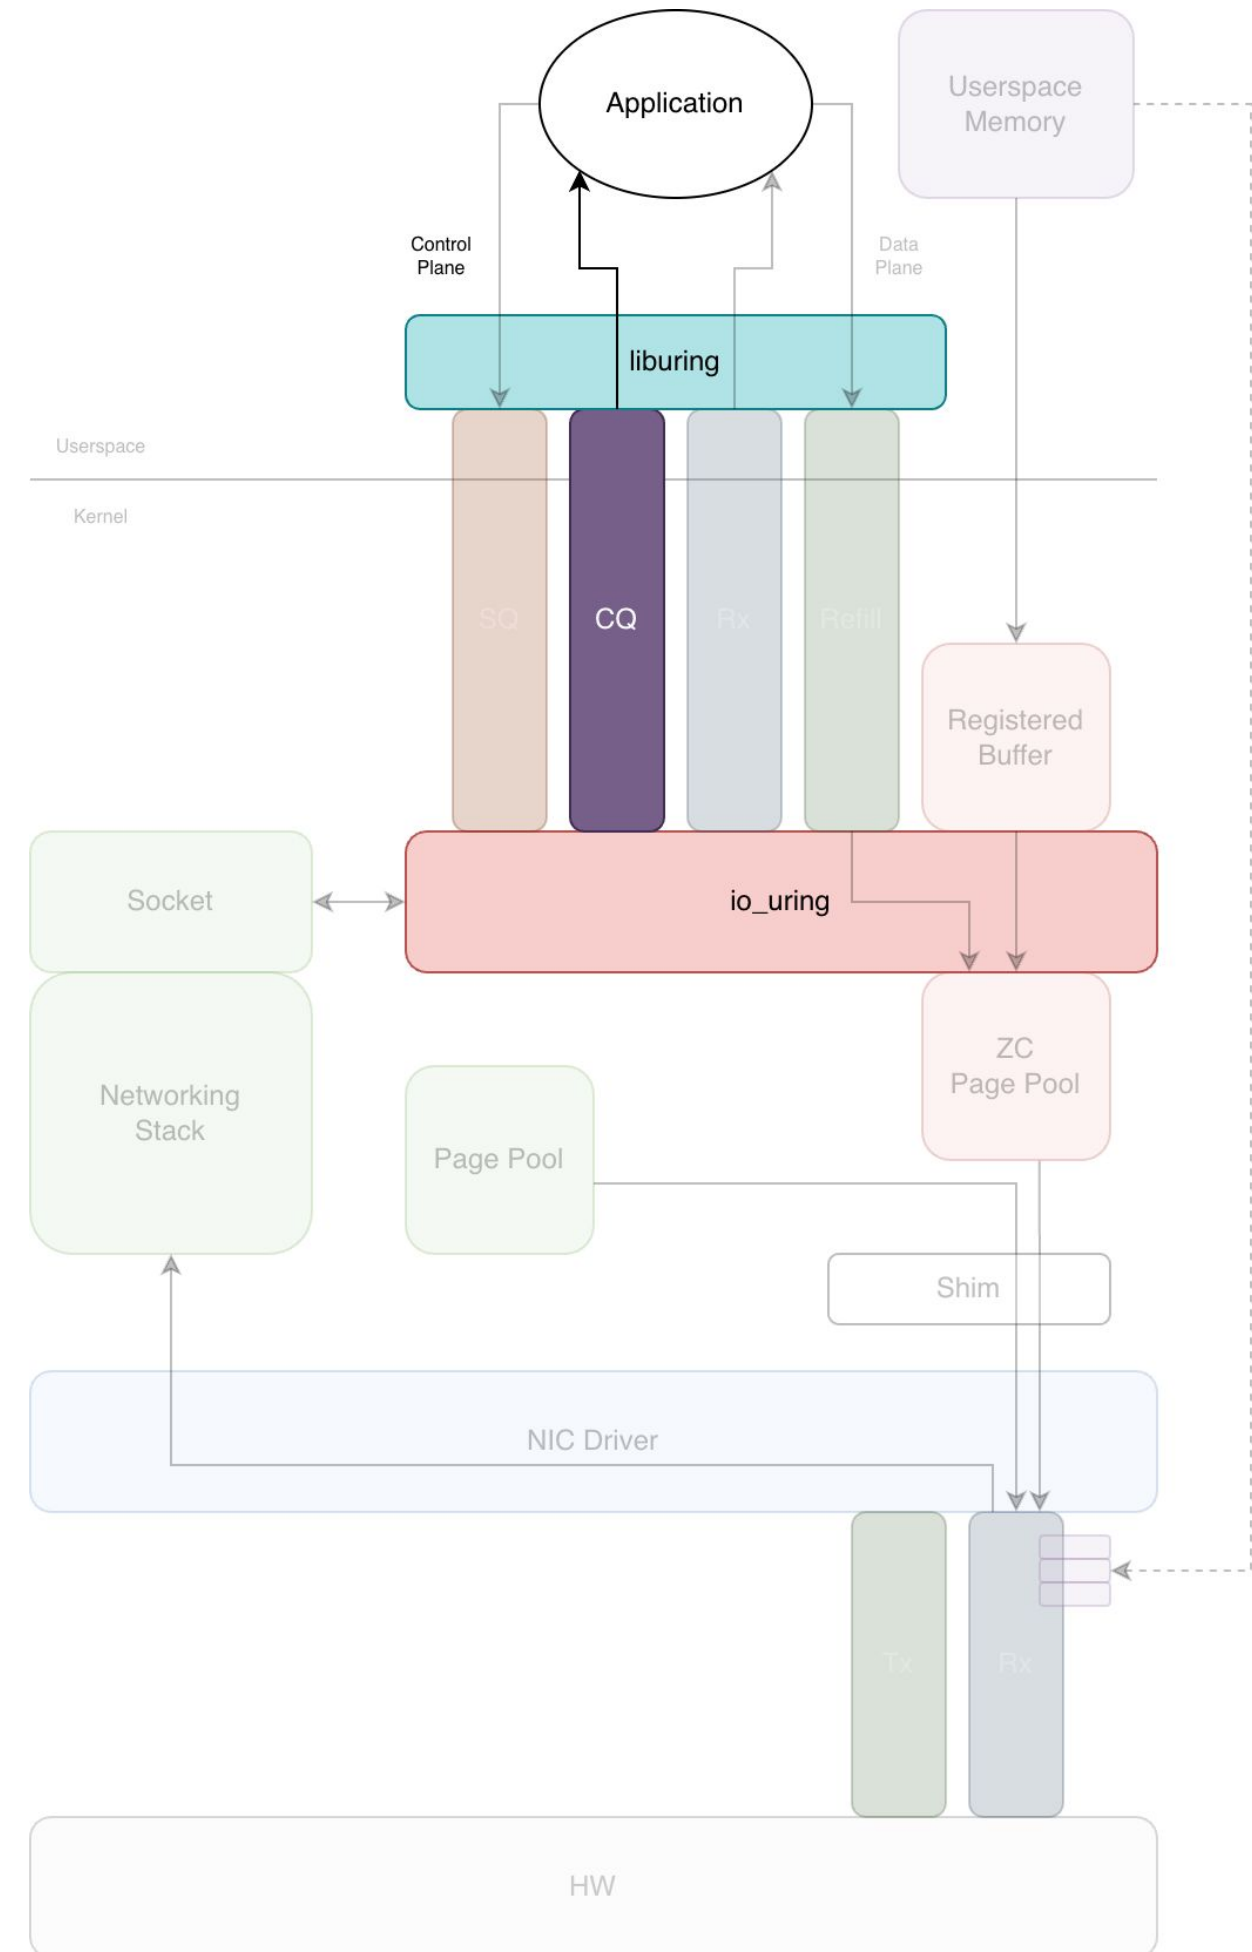 Application
Userspace
Memory
Control
Plane
Data
Plane
liburing
Userspace
Kernel
SQ
CQ
Rx
Refill
Registered
Buffer
Socket
io_uring
Networking
Stack
ZC
Page Pool
Page Pool
Shim
NIC Driver
Tx
Rx
HW